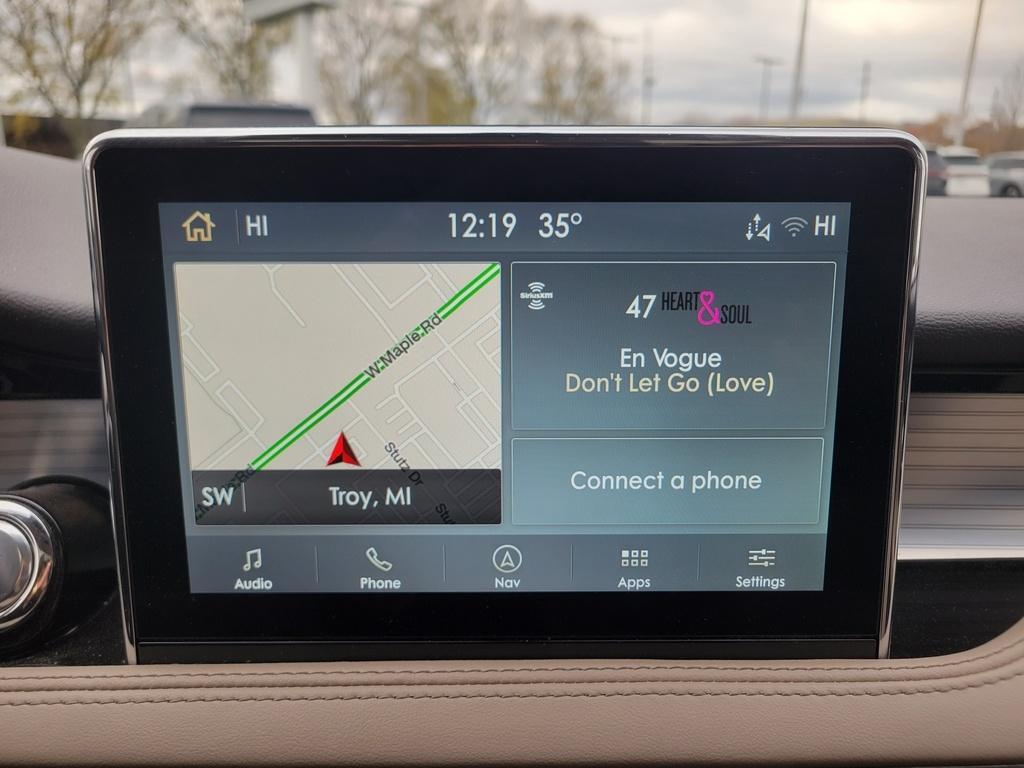 HI 12:19 35° HI
W Maple Rd
Stutz Dr
SW Troy, MI
SiriusXM
47 HEART & SOUL
En Vogue
Don't Let Go (Love)
Connect a phone
Audio Phone Nav Apps Settings